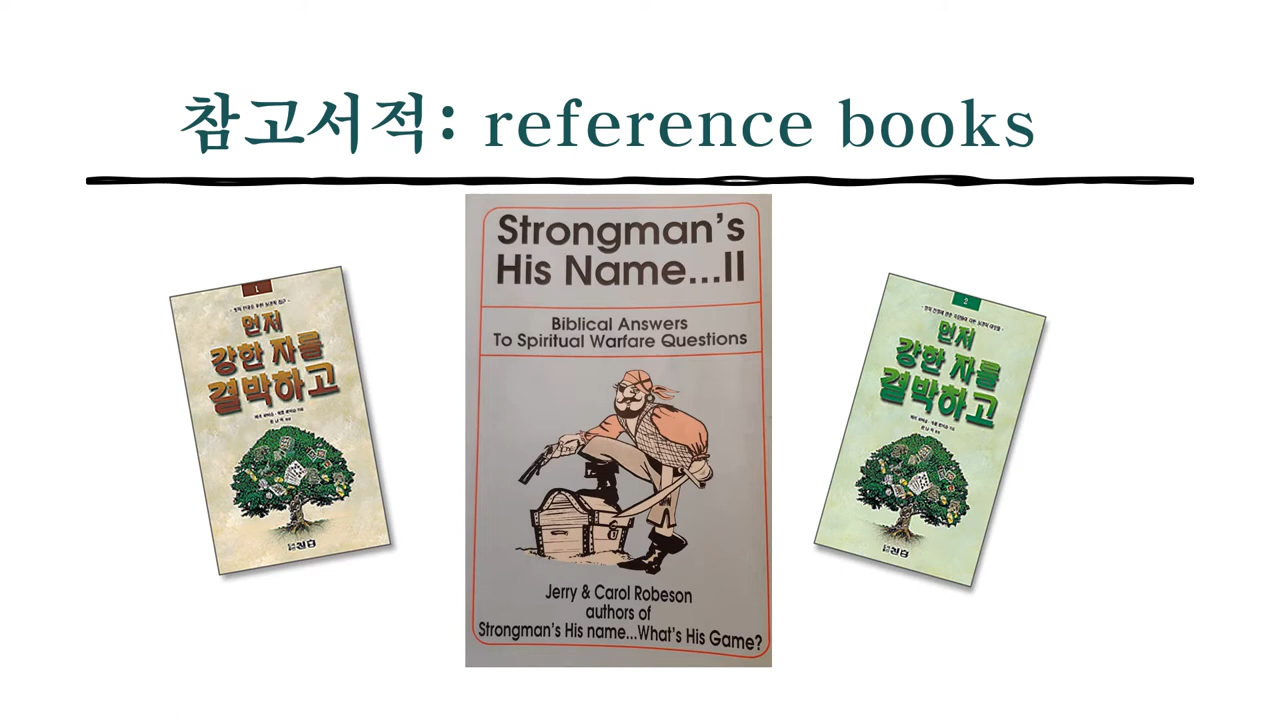 참고서적: reference books
1
먼저
강한 자를
결박하고
Strongman's
His Name...II
Biblical Answers
To Spiritual Warfare Questions
Jerry & Carol Robeson
authors of
Strongman's His name...What's His Game?
2
먼저
강한 자를
결박하고